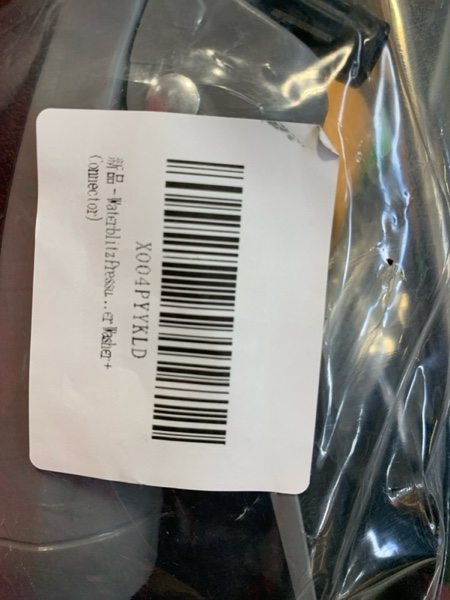 X004PYYKLD
新品 - WaterblitzPressu...er Washer+
Connector)